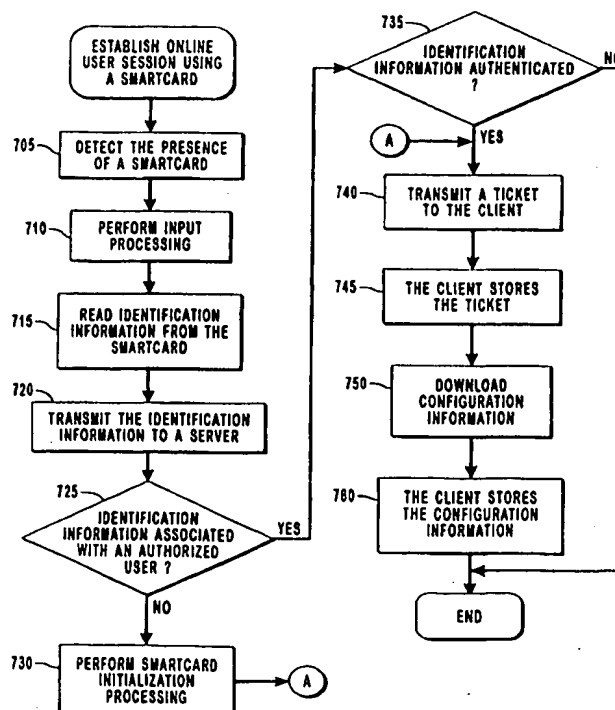 ESTABLISH ONLINE
USER SESSION USING
A SMARTCARD
705
DETECT THE PRESENCE
OF A SMARTCARD
710
PERFORM INPUT
PROCESSING
715
READ IDENTIFICATION
INFORMATION FROM THE
SMARTCARD
720
TRANSMIT THE IDENTIFICATION
INFORMATION TO A SERVER
725
IDENTIFICATION
INFORMATION ASSOCIATED
WITH AN AUTHORIZED
USER ?
YES
NO
730
PERFORM SMARTCARD
INITIALIZATION
PROCESSING
A
735
IDENTIFICATION
INFORMATION AUTHENTICATED
?
NO
A
YES
740
TRANSMIT A TICKET
TO THE CLIENT
745
THE CLIENT STORES
THE TICKET
750
DOWNLOAD
CONFIGURATION
INFORMATION
760
THE CLIENT STORES
THE CONFIGURATION
INFORMATION
END